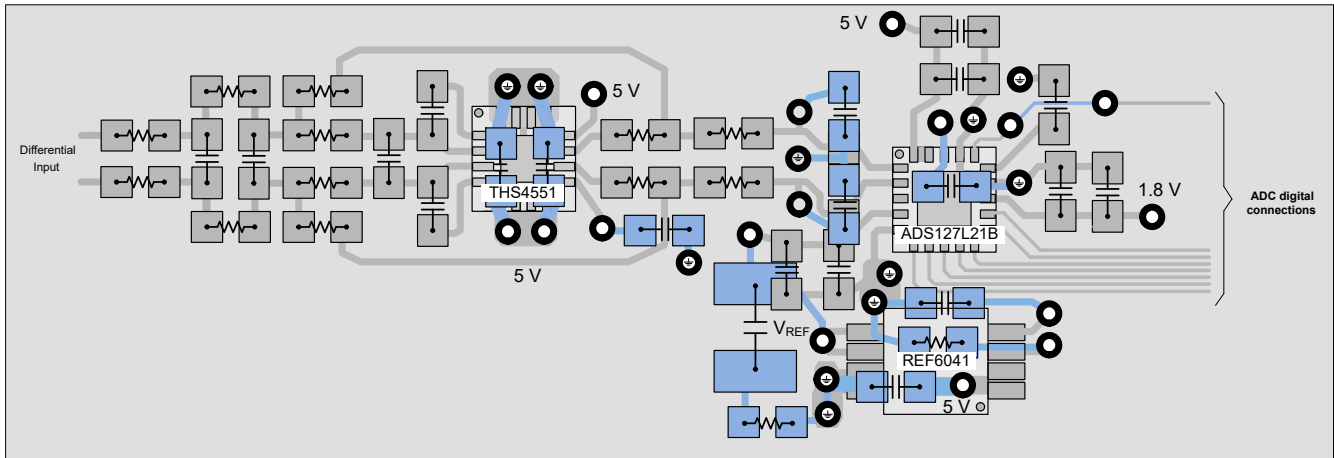 5 V
5 V
Differential
Input
THS4551
1.8 V
ADC digital
connections
ADS127L21B
5 V
VREF
REF6041
5 V